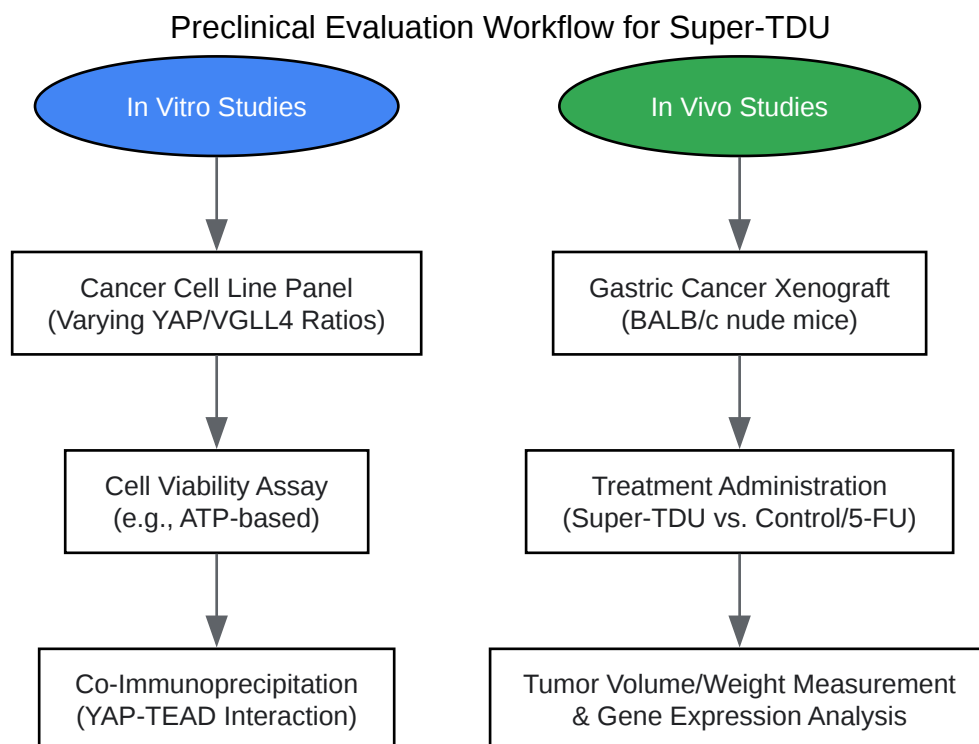 Preclinical Evaluation Workflow for Super-TDU
In Vitro Studies
Cancer Cell Line Panel
(Varying YAP/VGLL4 Ratios)
Cell Viability Assay
(e.g., ATP-based)
Co-Immunoprecipitation
(YAP-TEAD Interaction)
In Vivo Studies
Gastric Cancer Xenograft
(BALB/c nude mice)
Treatment Administration
(Super-TDU vs. Control/5-FU)
Tumor Volume/Weight Measurement
& Gene Expression Analysis